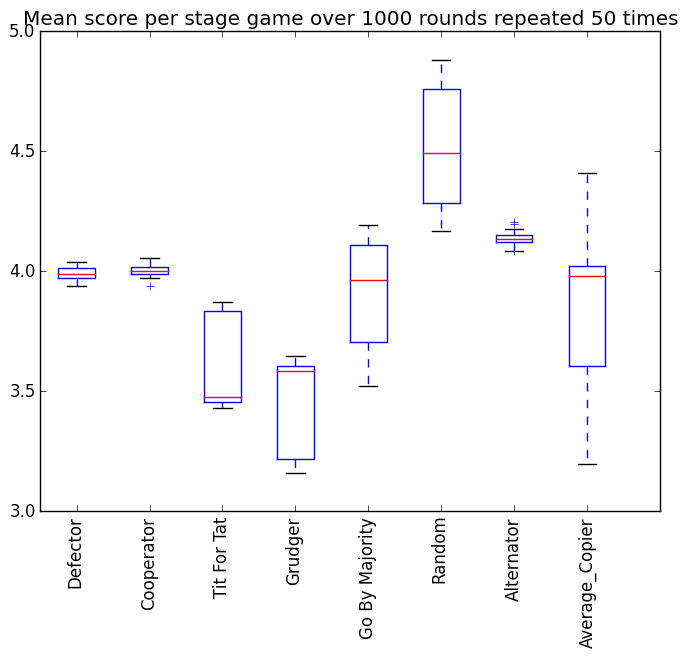 Mean score per stage game over 1000 rounds repeated 50 times
5.0
4.5
4.0
3.5
3.0
Defector
Cooperator
Tit For Tat
Grudger
Go By Majority
Random
Alternator
Average_Copier